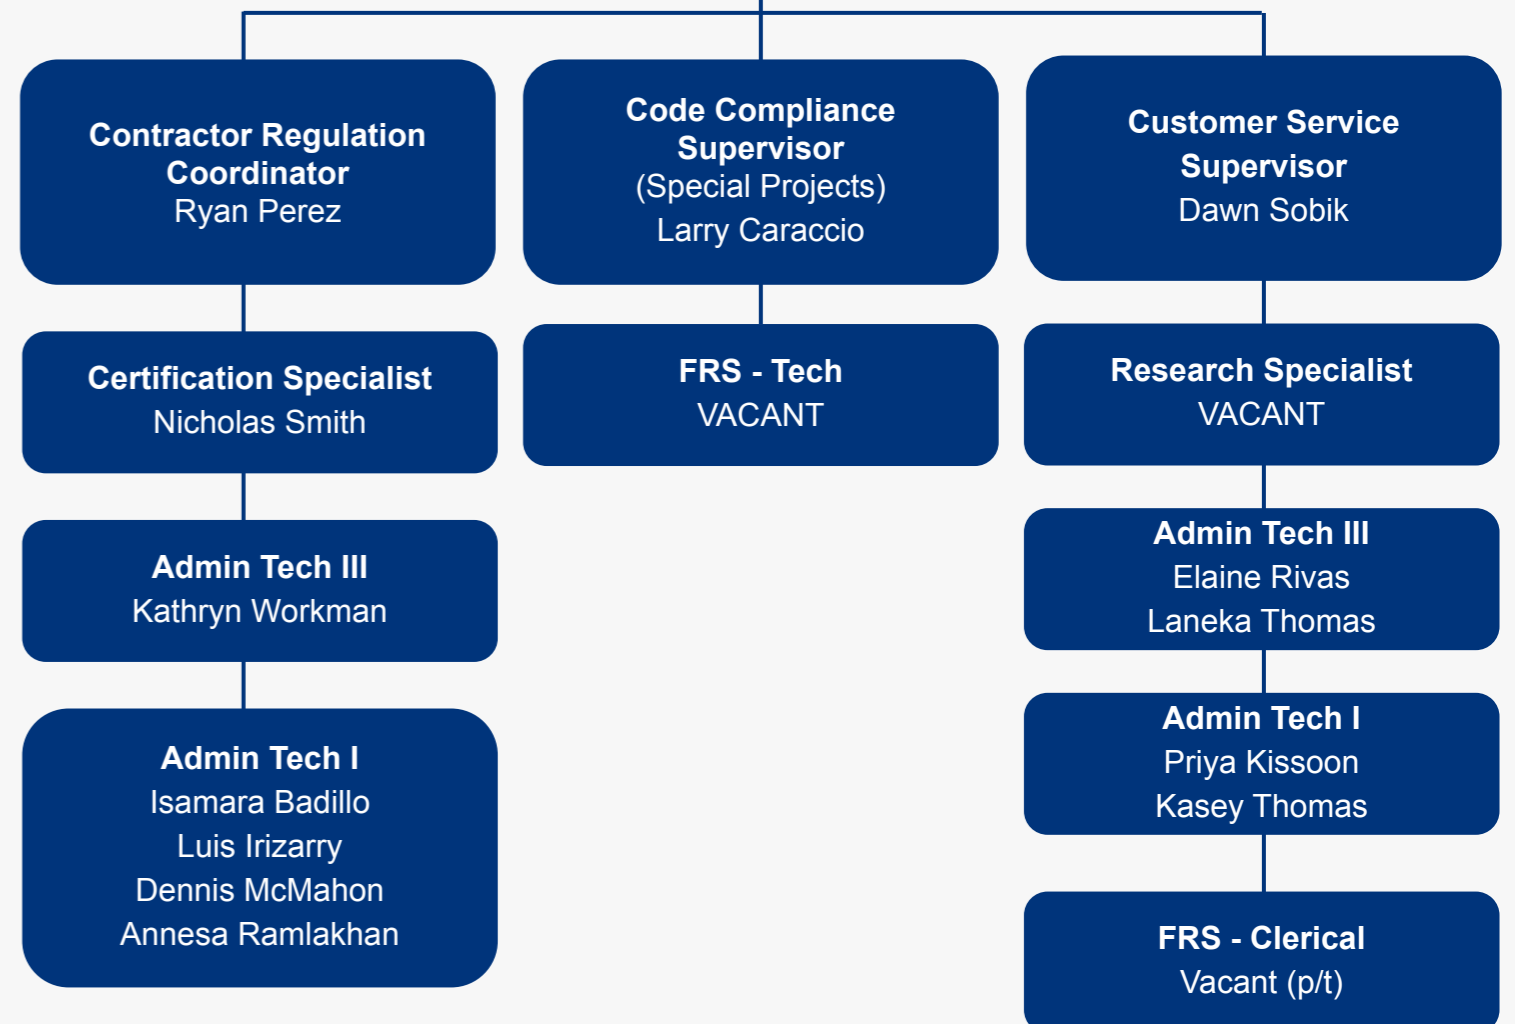 Contractor Regulation
Coordinator
Ryan Perez
Certification Specialist
Nicholas Smith
Admin Tech III
Kathryn Workman
Admin Tech I
Isamara Badillo
Luis Irizarry
Dennis McMahon
Annesa Ramlakhan
Code Compliance
Supervisor
(Special Projects)
Larry Caraccio
FRS - Tech
VACANT
Customer Service
Supervisor
Dawn Sobik
Research Specialist
VACANT
Admin Tech III
Elaine Rivas
Laneka Thomas
Admin Tech I
Priya Kissoon
Kasey Thomas
FRS - Clerical
Vacant (p/t)